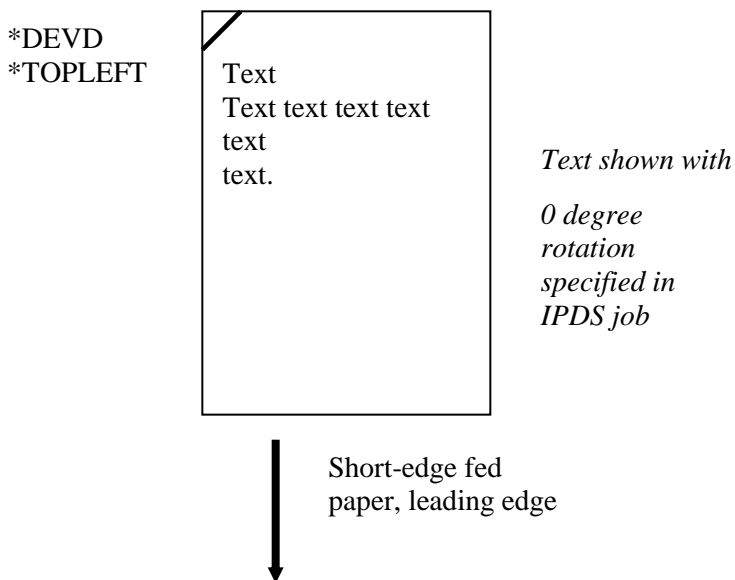 *DEVD
*TOPLEFT
Text
Text text text text
text
text.
Text shown with
0 degree
rotation
specified in
IPDS job
Short-edge fed
paper, leading edge